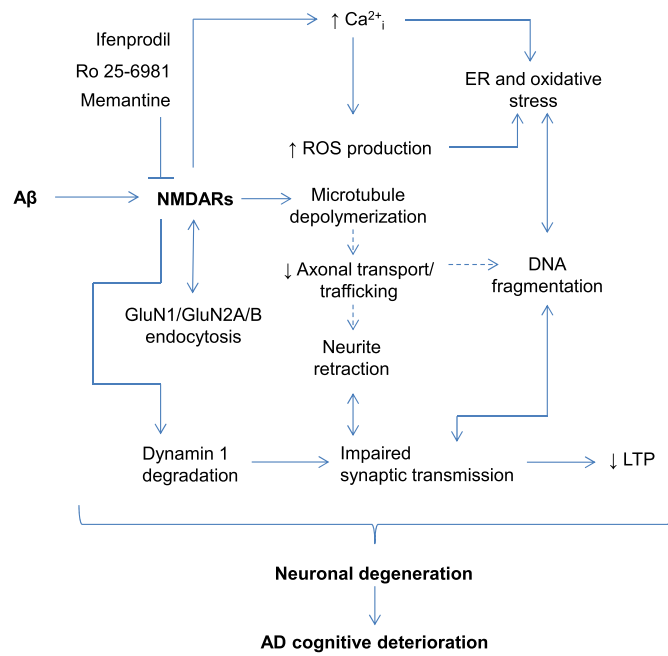 ↑ Ca²⁺ᵢ
Ifenprodil
Ro 25-6981
Memantine
ER and oxidative
stress
↑ ROS production
Aβ
NMDARs
Microtubule
depolymerization
↓ Axonal transport/
trafficking
DNA
fragmentation
GluN1/GluN2A/B
endocytosis
Neurite
retraction
Dynamin 1
degradation
Impaired
synaptic transmission
↓ LTP
Neuronal degeneration
AD cognitive deterioration